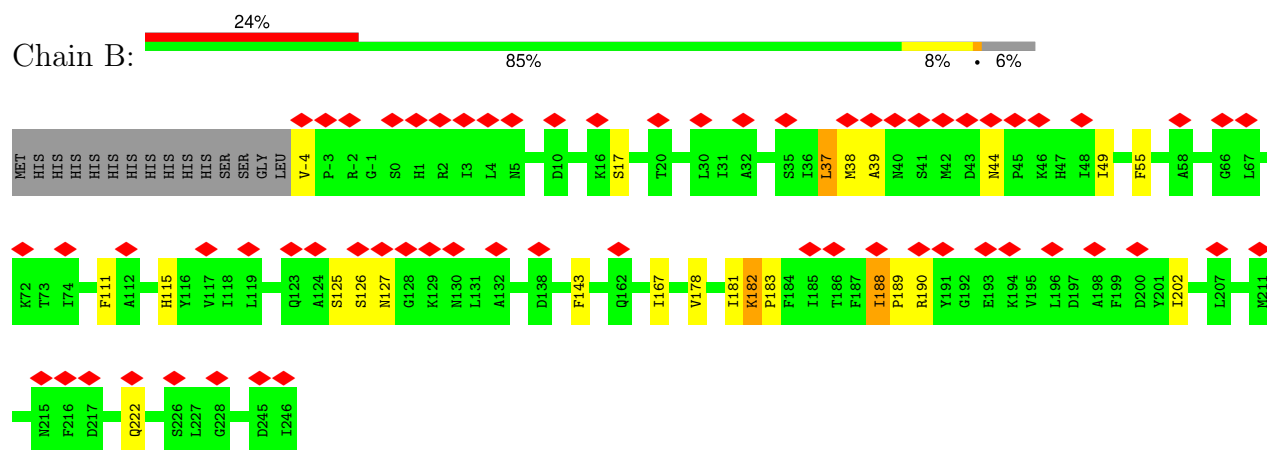 24%
Chain B:
85% 8% • 6%
MET HIS HIS HIS HIS HIS HIS HIS HIS HIS HIS SER SER GLY LEU V-4 P-3 R-2 G-1 S0 H1 R2 I3 L4 N5 D10 K16 S17 T20 L30 I31 A32 S35 I36 L37 M38 A39 N40 S41 M42 D43 N44 P45 K46 H47 I48 I49 F55 A58 G66 L67
K72 T73 I74 F111 A112 H115 Y116 V117 I118 L119 Q123 A124 S125 S126 N127 G128 K129 N130 L131 A132 D138 F143 Q162 I167 V178 I181 K182 P183 F184 I185 T186 F187 I188 P189 R190 Y191 G192 E193 K194 V195 L196 D197 A198 F199 D200 Y201 I202 L207 M211
N215 F216 D217 Q222 S226 L227 G228 D245 I246